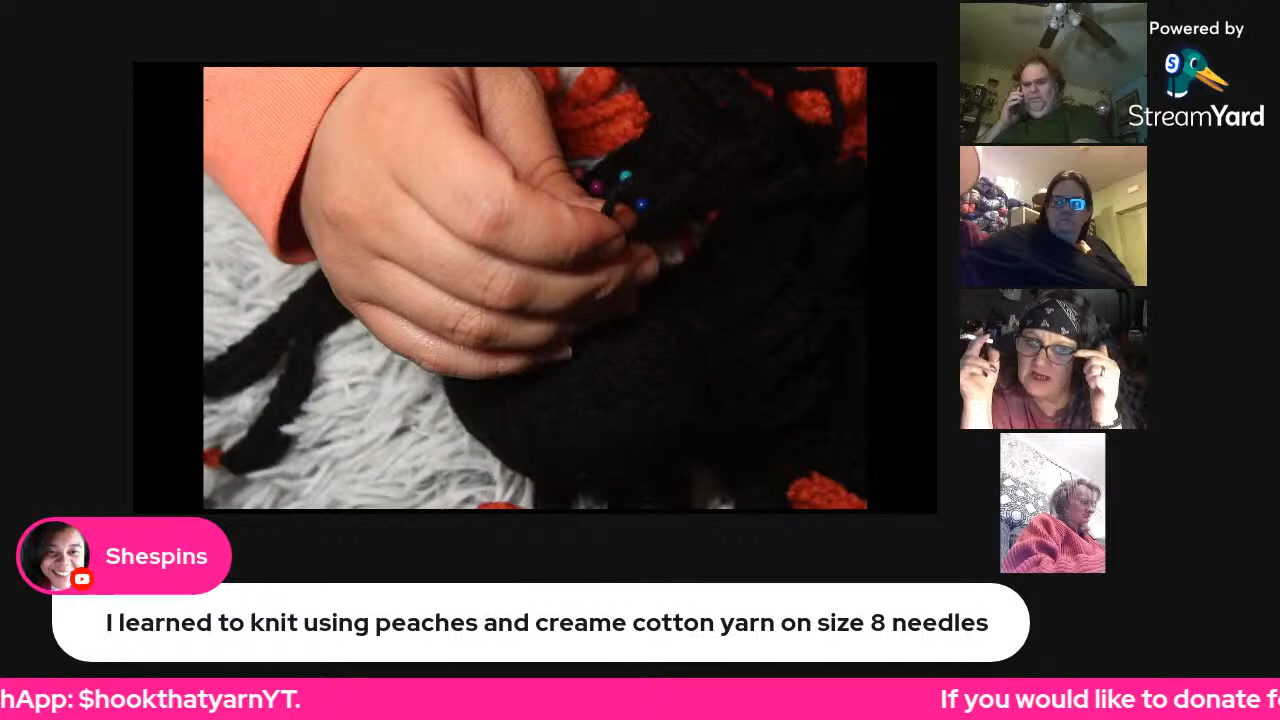 Powered by
S
StreamYard
Shespins
I learned to knit using peaches and creame cotton yarn on size 8 needles
hApp: $hookthatyarnYT.
If you would like to donate f